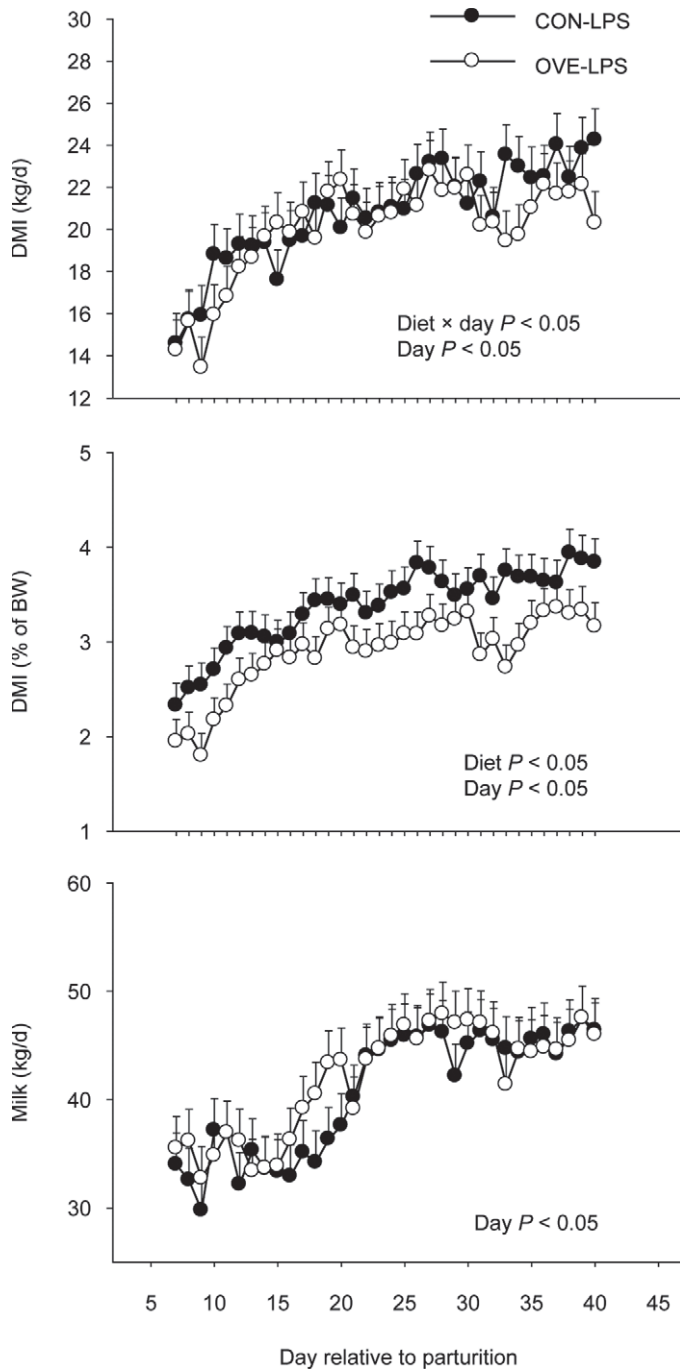 CON-LPS
OVE-LPS
30
28
26
24
22
20
18
16
14
12
DMI (kg/d)
Diet × day P < 0.05
Day P < 0.05
5
4
3
2
1
DMI (% of BW)
Diet P < 0.05
Day P < 0.05
60
50
40
30
Milk (kg/d)
Day P < 0.05
5 10 15 20 25 30 35 40 45
Day relative to parturition